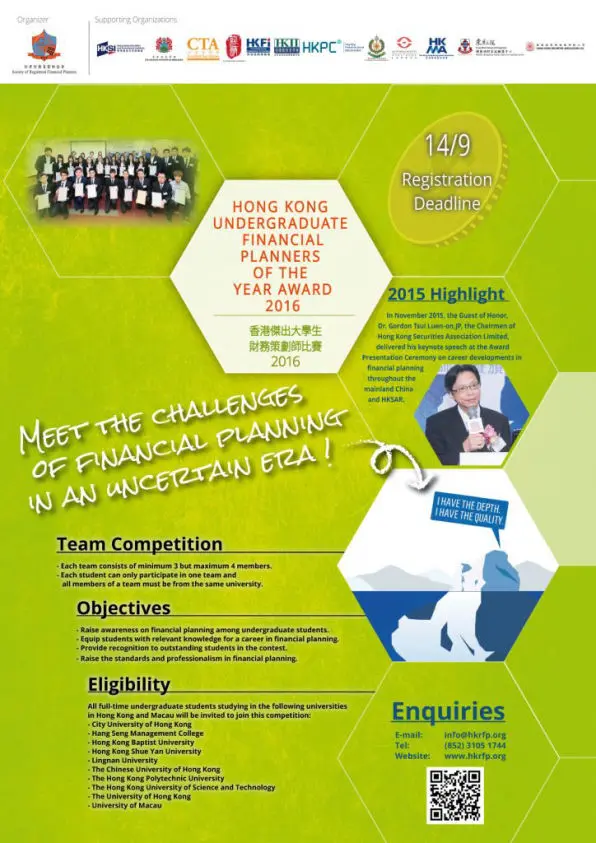 Organizer
Supporting Organizations
Society of Registered Financial Planners
HKSI
CTA
HKFi
HKIB
HKPC
HK
MA
14/9
Registration
Deadline
HONG KONG
UNDERGRADUATE
FINANCIAL
PLANNERS
OF THE
YEAR AWARD
2016
香港傑出大學生
財務策劃師比賽
2016
2015 Highlight
In November 2015, the Guest of Honor,
Dr. Gordon Tsui Luen-on,JP, the Chairmen of
Hong Kong Securities Association Limited,
delivered his keynote speech at the Award
Presentation Ceremony on career developments in
financial planning
throughout the
mainland China
and HKSAR.
MEET THE CHALLENGES
OF FINANCIAL PLANNING
IN AN UNCERTAIN ERA !
I HAVE THE DEPTH.
I HAVE THE QUALITY
Team Competition
- Each team consists of minimum 3 but maximum 4 members.
- Each student can only participate in one team and
all members of a team must be from the same university.
Objectives
- Raise awareness on financial planning among undergraduate students.
- Equip students with relevant knowledge for a career in financial planning.
- Provide recognition to outstanding students in the contest.
- Raise the standards and professionalism in financial planning.
Eligibility
All full-time undergraduate students studying in the following universities
in Hong Kong and Macau will be invited to join this competition:
- City University of Hong Kong
- Hang Seng Management College
- Hong Kong Baptist University
- Hong Kong Shue Yan University
- Lingnan University
- The Chinese University of Hong Kong
- The Hong Kong Polytechnic University
- The Hong Kong University of Science and Technology
- The University of Hong Kong
- University of Macau
Enquiries
E-mail: info@hkrfp.org
Tel: (852) 3105 1744
Website: www.hkrfp.org